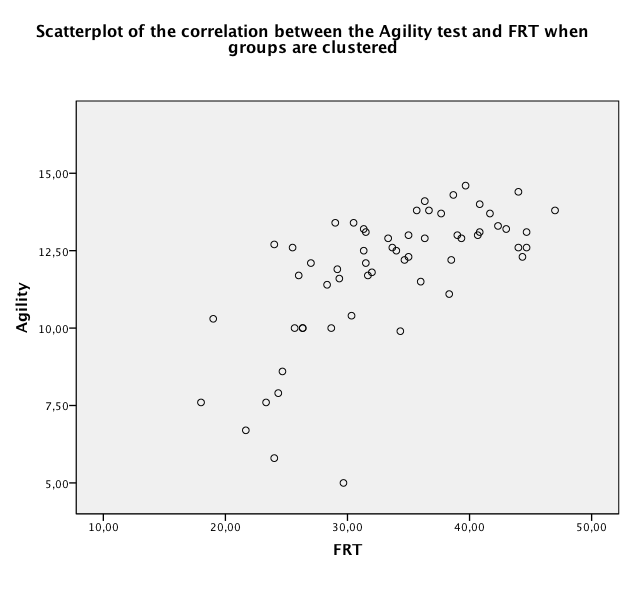 Scatterplot of the correlation between the Agility test and FRT when
groups are clustered
15,00
12,50
10,00
7,50
5,00
Agility
10,00 20,00 30,00 40,00 50,00
FRT